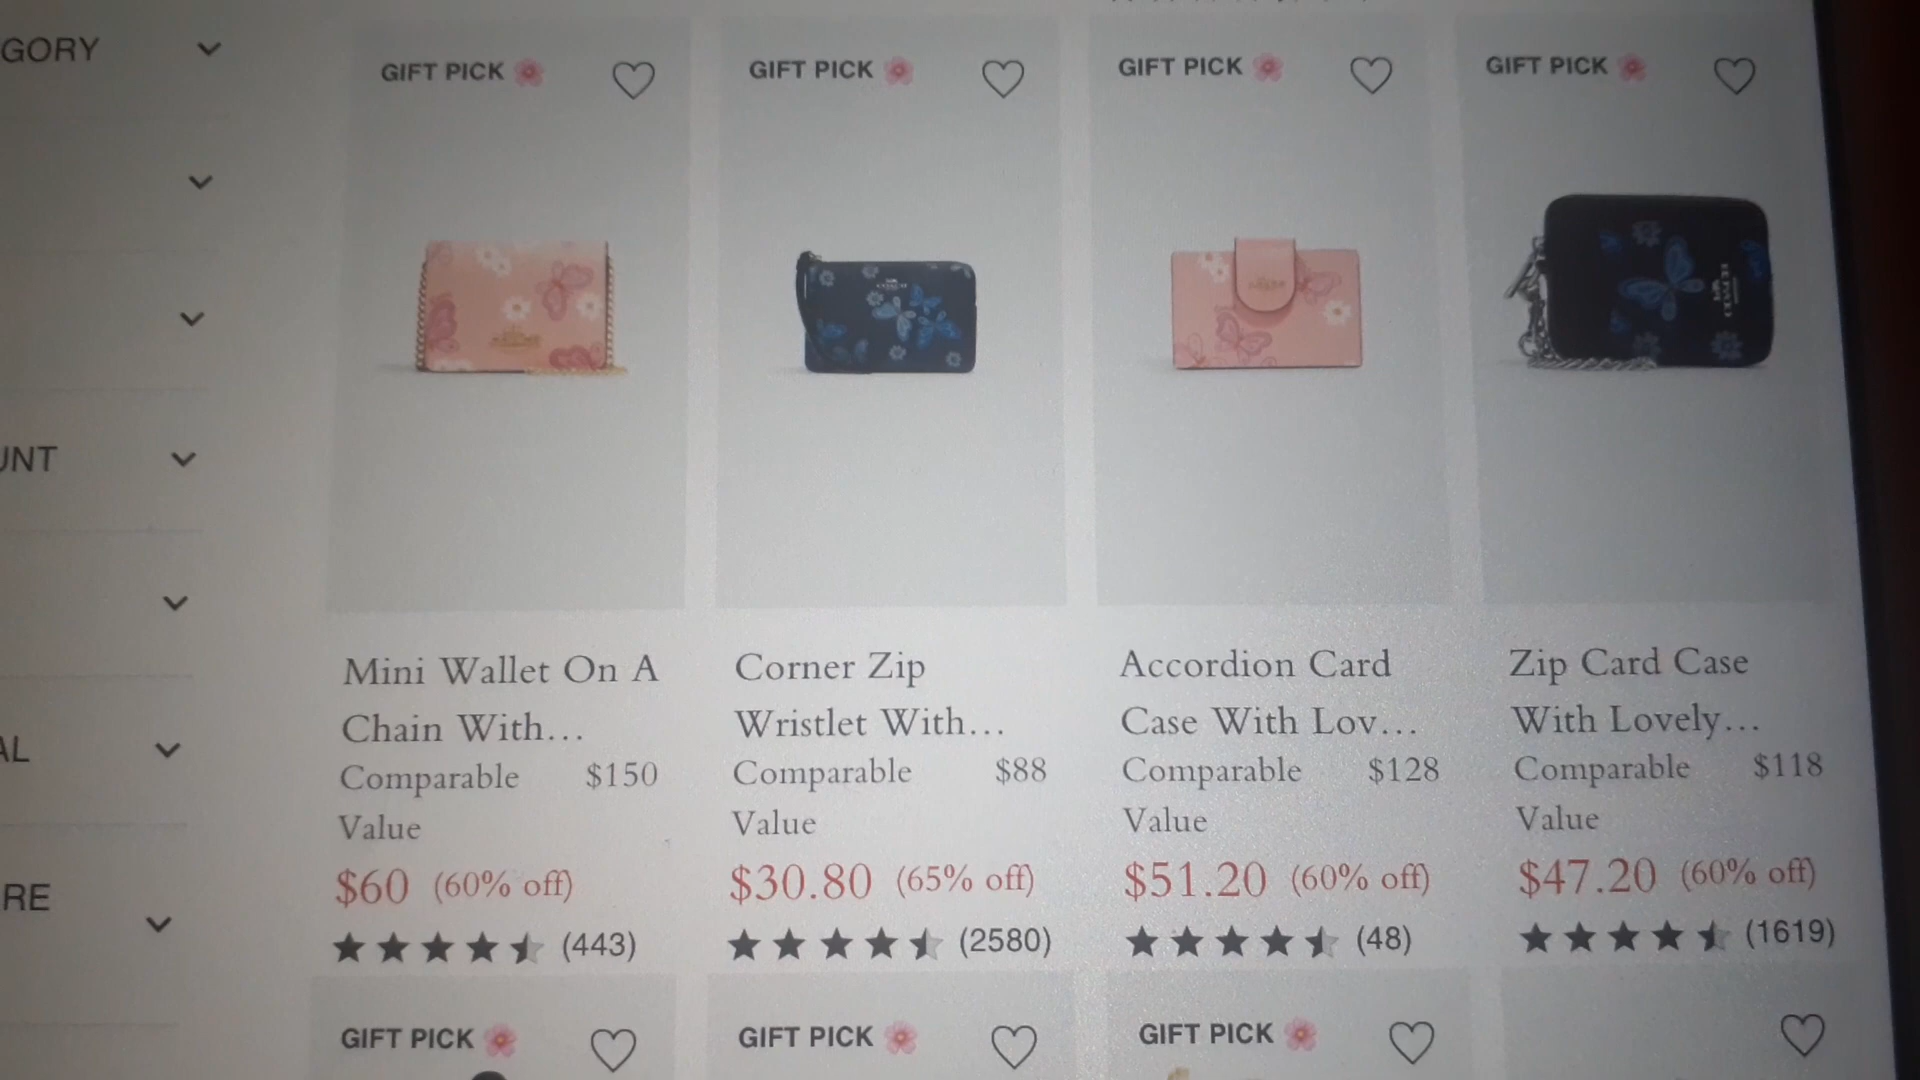 GORY
UNT
AL
RE
GIFT PICK 🌸
GIFT PICK 🌸
GIFT PICK 🌸
GIFT PICK 🌸
COACH
COACH
Mini Wallet On A
Chain With...
Comparable $150
Value
$60 (60% off)
(443)
Corner Zip
Wristlet With...
Comparable $88
Value
$30.80 (65% off)
(2580)
Accordion Card
Case With Lov...
Comparable $128
Value
$51.20 (60% off)
(48)
Zip Card Case
With Lovely...
Comparable $118
Value
$47.20 (60% off)
(1619)
GIFT PICK 🌸
GIFT PICK 🌸
GIFT PICK 🌸